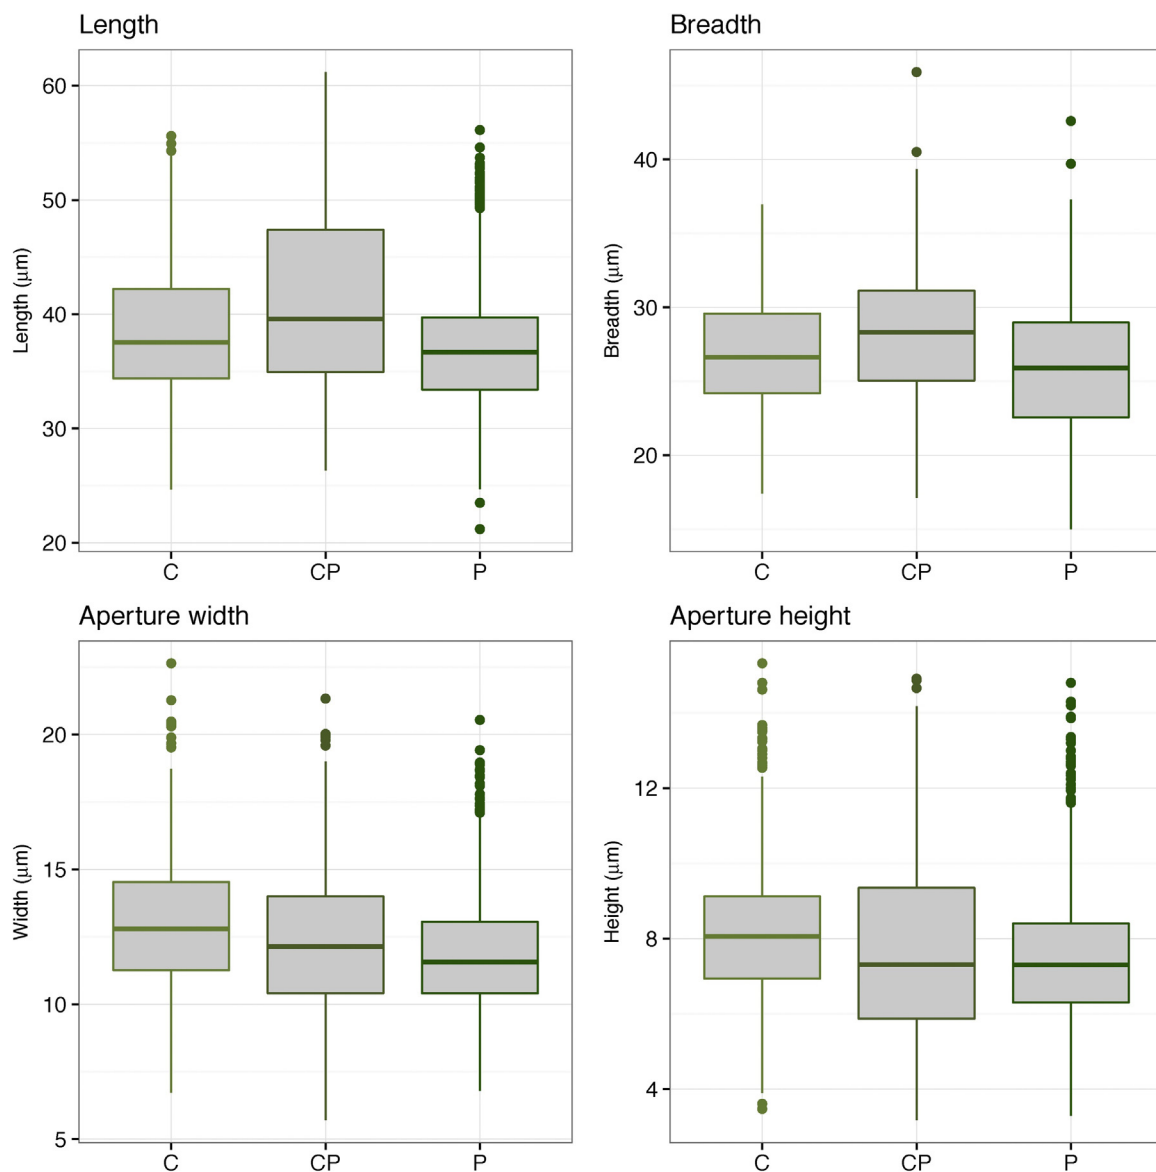 Length
Breadth
Length (µm)
60
50
40
30
20
C CP P
Breadth (µm)
40
30
20
C CP P
Aperture width
Aperture height
Width (µm)
20
15
10
5
C CP P
Height (µm)
12
8
4
C CP P